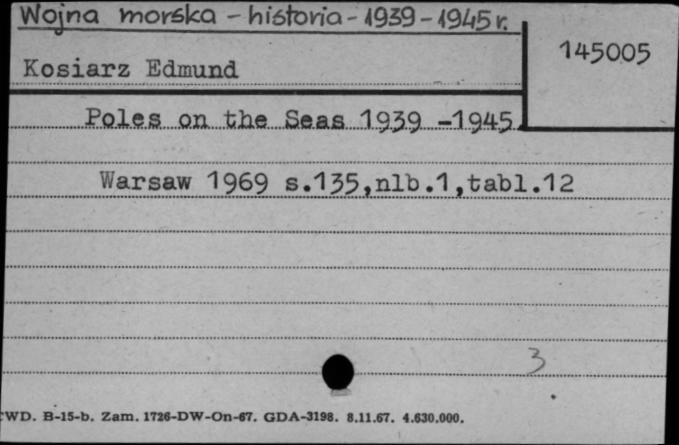 Wojna morska - historia - 1939 - 1945 r.
145005
Kosiarz Edmund
Poles on the Seas 1939 -1945.
Warsaw 1969 s.135,nlb.1,tabl.12
3
CWD. B-15-b. Zam. 1726-DW-On-67. GDA-3198. 8.11.67. 4.630.000.